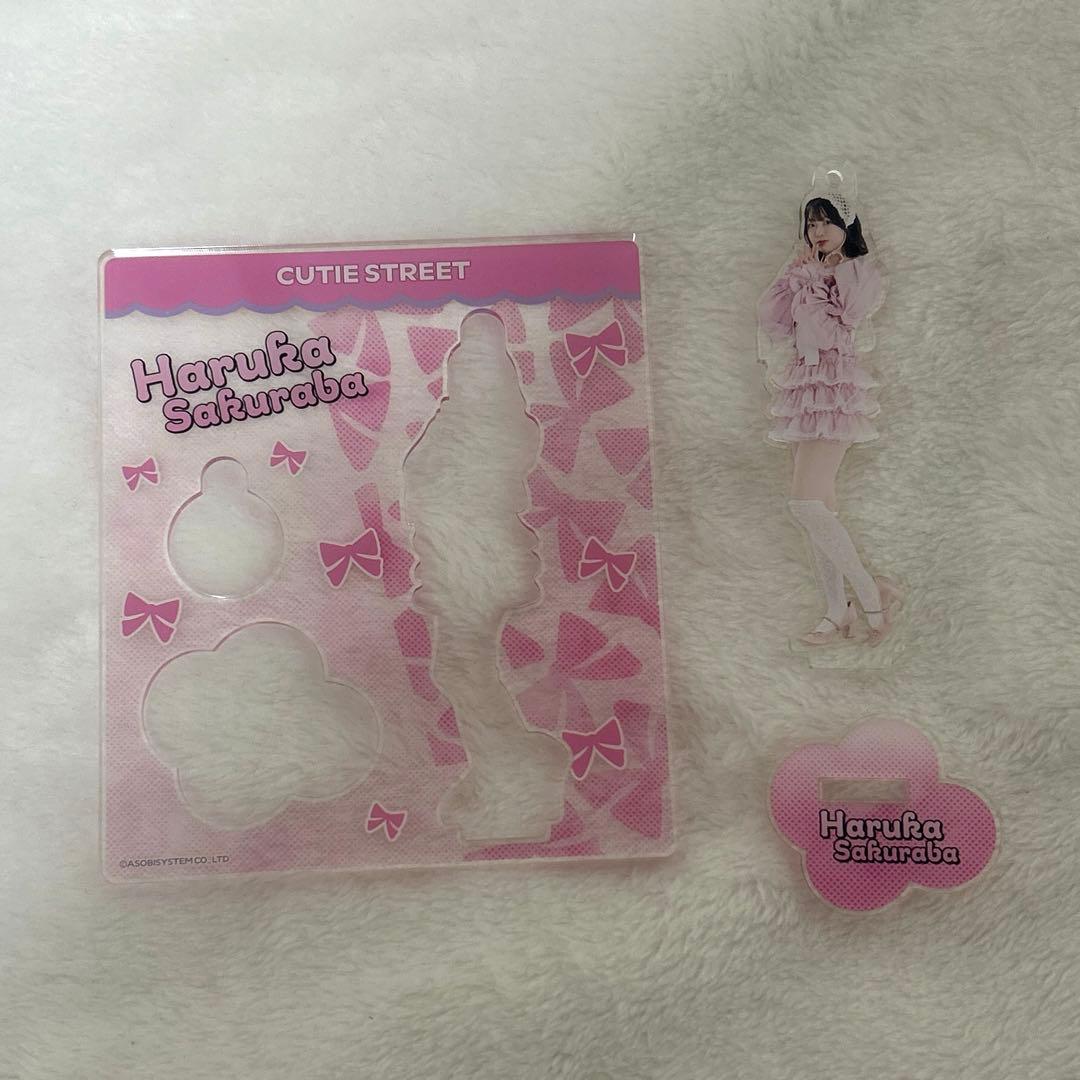 CUTIE STREET
Haruka
Sakuraba
©ASOBISYSTEM CO., LTD
Haruka
Sakuraba